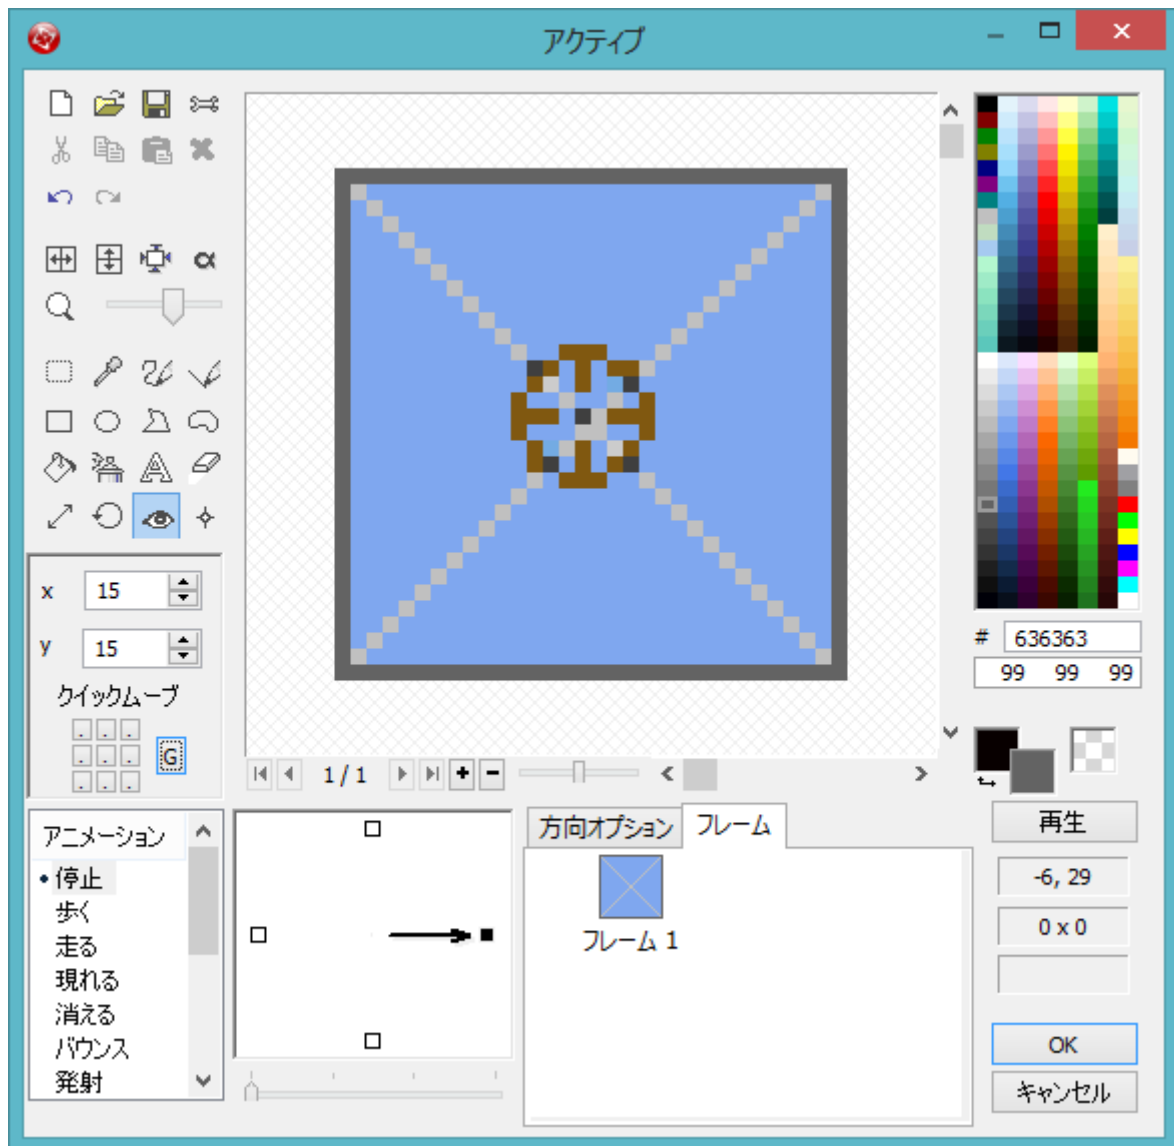 アクティブ
x 15
y 15
クイックムーブ
G
# 636363
99 99 99
1 / 1
アニメーション
停止
歩く
走る
現れる
消える
バウンス
発射
方向オプション フレーム
フレーム 1
再生
-6, 29
0 x 0
OK
キャンセル